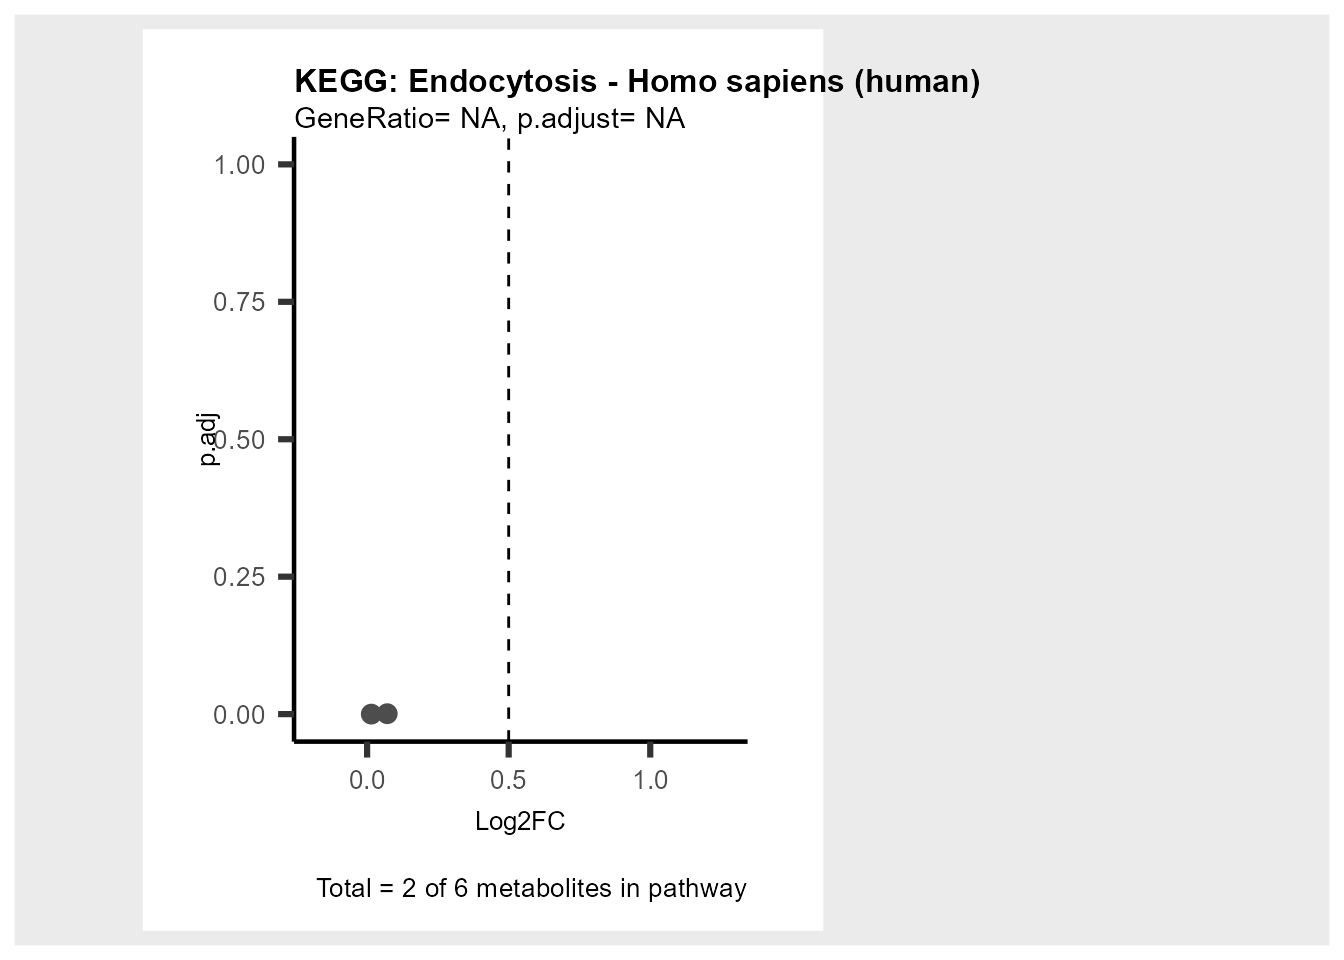 KEGG: Endocytosis - Homo sapiens (human)
GeneRatio= NA, p.adjust= NA
1.00
0.75
p.adj
0.50
0.25
0.00
0.0 0.5 1.0
Log2FC
Total = 2 of 6 metabolites in pathway